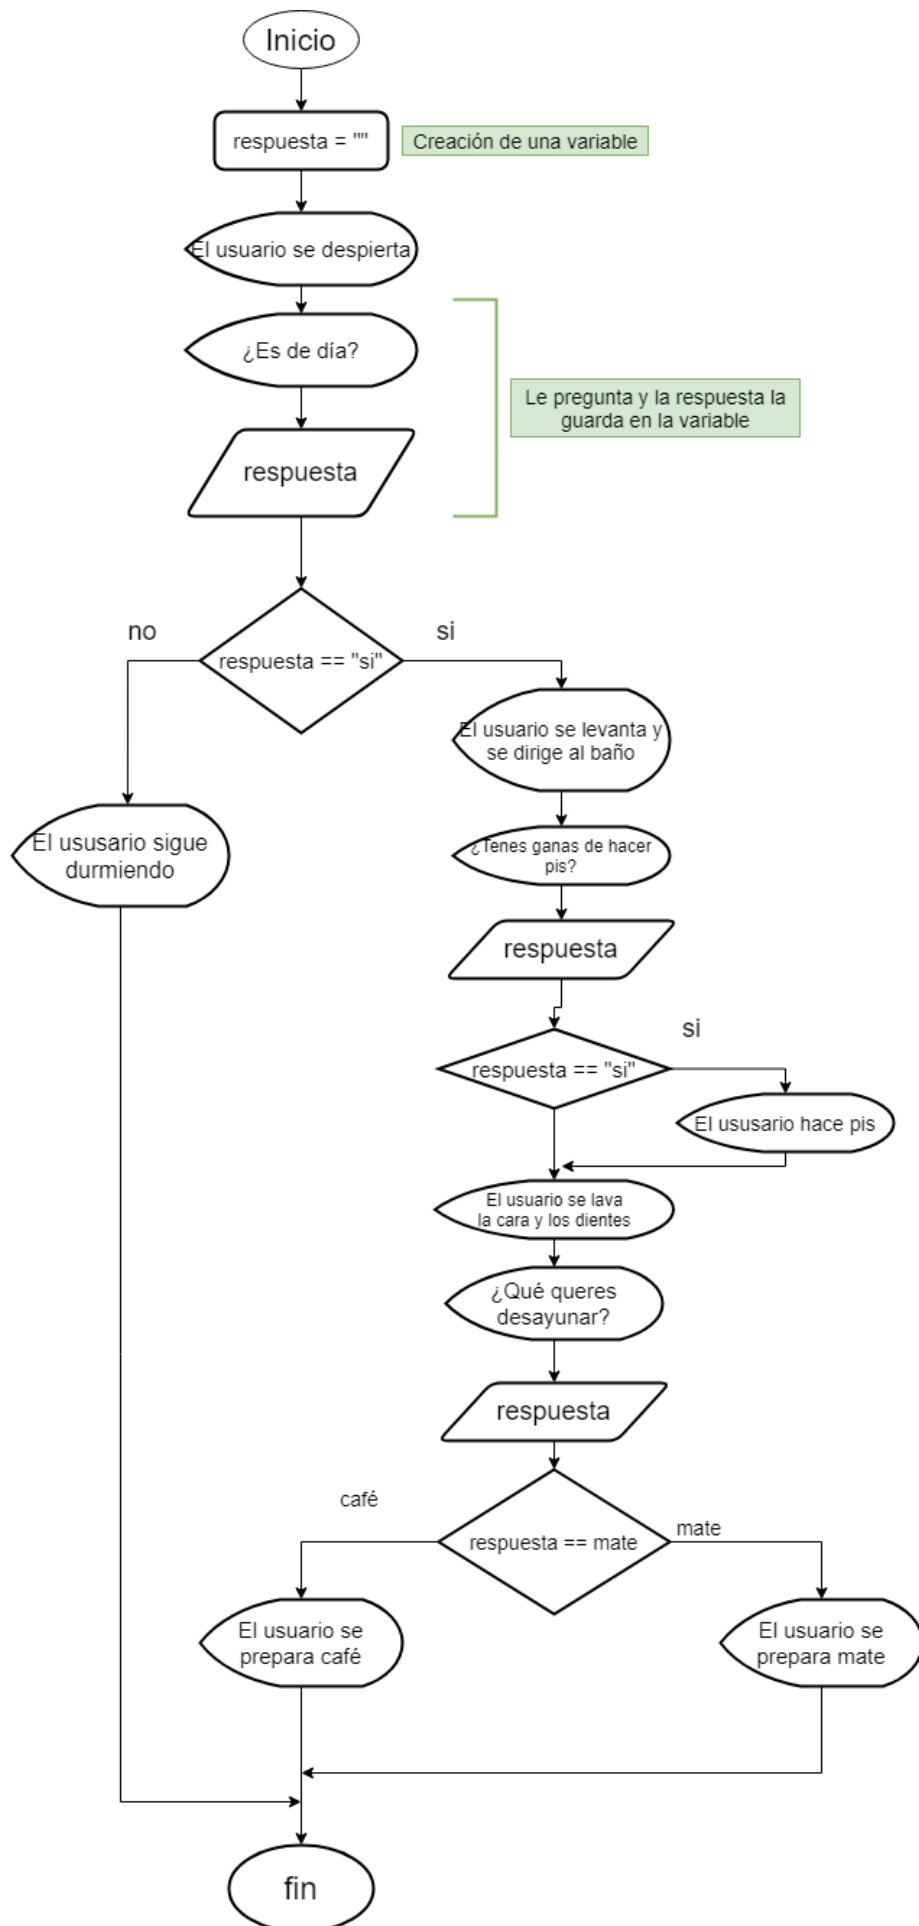 Inicio
respuesta = ""
Creación de una variable
El usuario se despierta
¿Es de día?
Le pregunta y la respuesta la
guarda en la variable
respuesta
no
si
respuesta == "si"
El usuario se levanta y
se dirige al baño
El ususario sigue
durmiendo
¿Tenes ganas de hacer
pis?
respuesta
si
respuesta == "si"
El ususario hace pis
El usuario se lava
la cara y los dientes
¿Qué queres
desayunar?
respuesta
café
mate
respuesta == mate
El usuario se
prepara café
El usuario se
prepara mate
fin